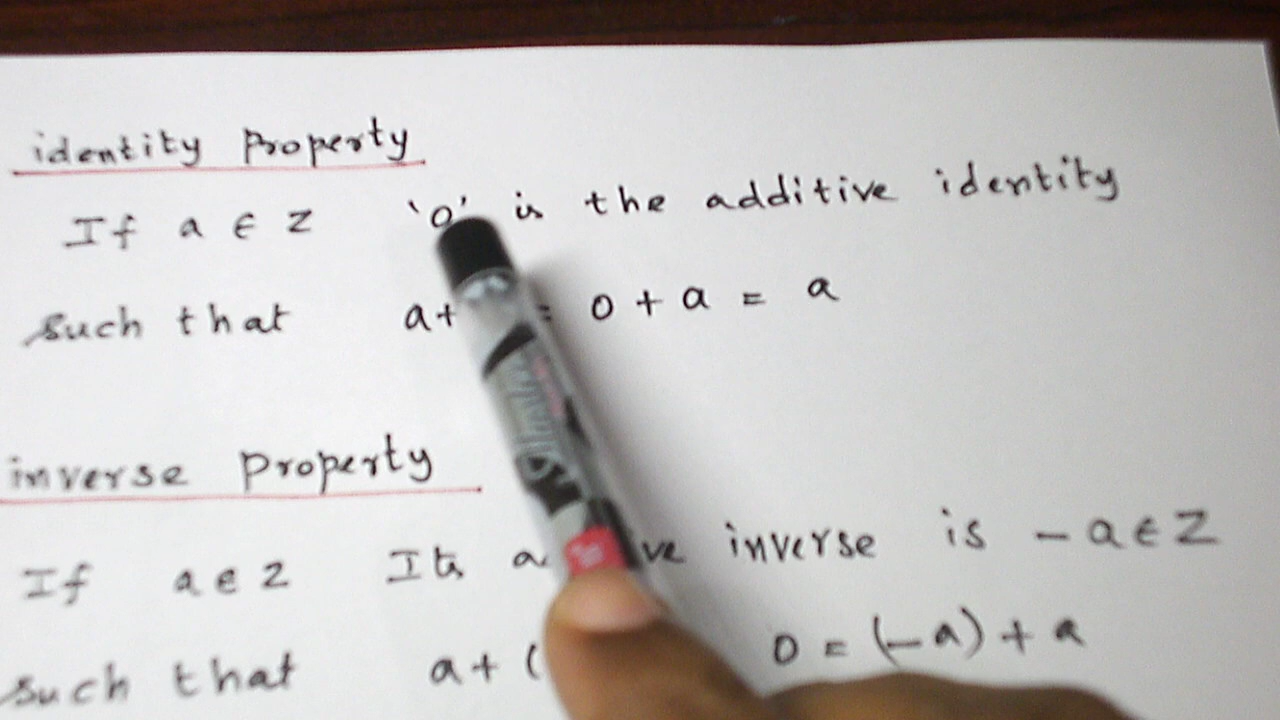 identity Property
If a ∈ Z '0' is the additive identity
such that a+ = 0 + a = a
inverse Property
If a ∈ Z Its inverse is -a ∈ Z
such that a + ( 0 = (-a) + a